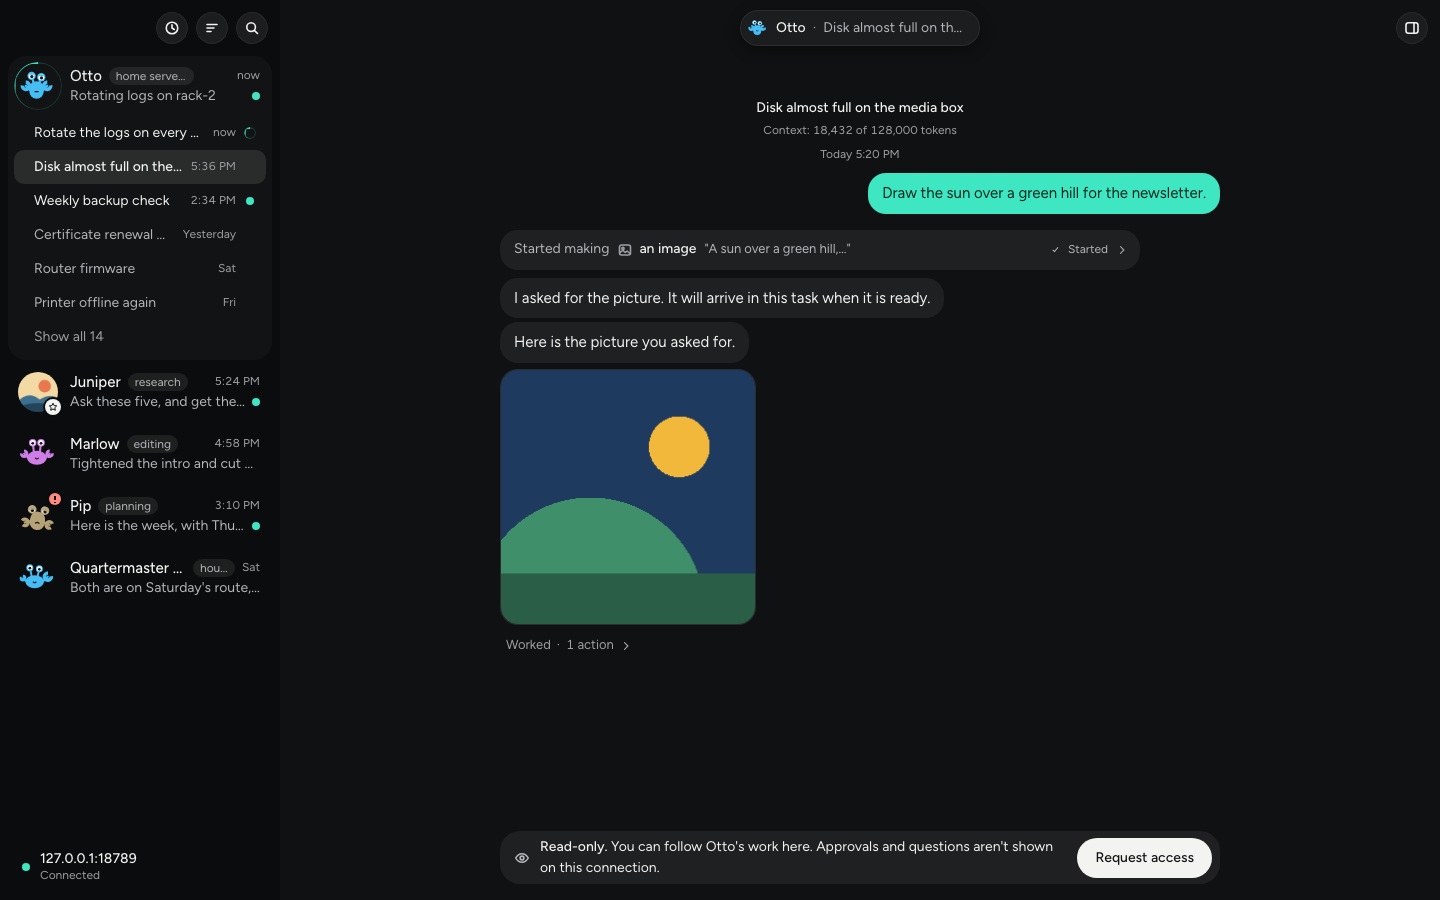 Otto · Disk almost full on th...
Otto home serve... now
Rotating logs on rack-2
Rotate the logs on every ... now
Disk almost full on the... 5:36 PM
Weekly backup check 2:34 PM
Certificate renewal ... Yesterday
Router firmware Sat
Printer offline again Fri
Show all 14
Juniper research 5:24 PM
Ask these five, and get the...
Marlow editing 4:58 PM
Tightened the intro and cut ...
Pip planning 3:10 PM
Here is the week, with Thu...
Quartermaster ... hou... Sat
Both are on Saturday's route,...
127.0.0.1:18789
Connected
Disk almost full on the media box
Context: 18,432 of 128,000 tokens
Today 5:20 PM
Draw the sun over a green hill for the newsletter.
Started making an image "A sun over a green hill,..." ✓ Started
I asked for the picture. It will arrive in this task when it is ready.
Here is the picture you asked for.
Worked · 1 action
Read-only. You can follow Otto's work here. Approvals and questions aren't shown
on this connection.
Request access